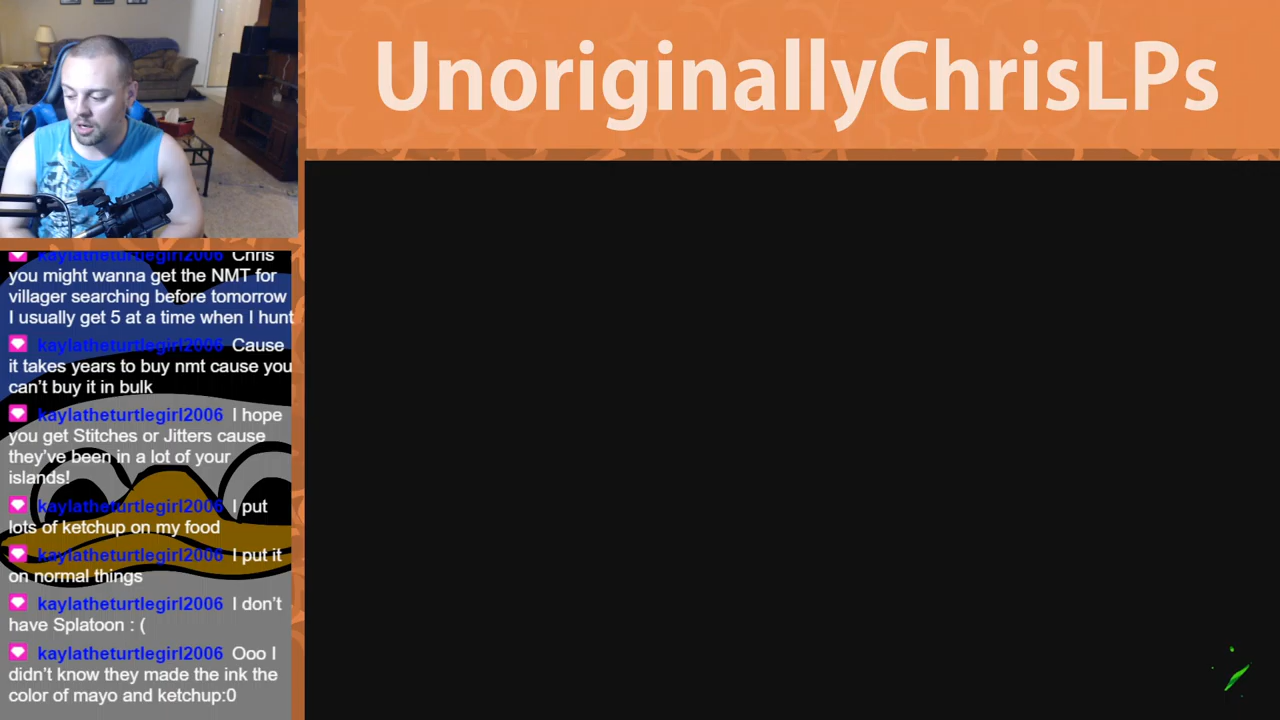 UnoriginallyChrisLPs
kaylatheturtlegirl2006 Chris
you might wanna get the NMT for
villager searching before tomorrow
I usually get 5 at a time when I hunt
kaylatheturtlegirl2006 Cause
it takes years to buy nmt cause you
can't buy it in bulk
kaylatheturtlegirl2006 I hope
you get Stitches or Jitters cause
they've been in a lot of your
islands!
kaylatheturtlegirl2006 I put
lots of ketchup on my food
kaylatheturtlegirl2006 I put it
on normal things
kaylatheturtlegirl2006 I don't
have Splatoon : (
kaylatheturtlegirl2006 Ooo I
didn't know they made the ink the
color of mayo and ketchup:0